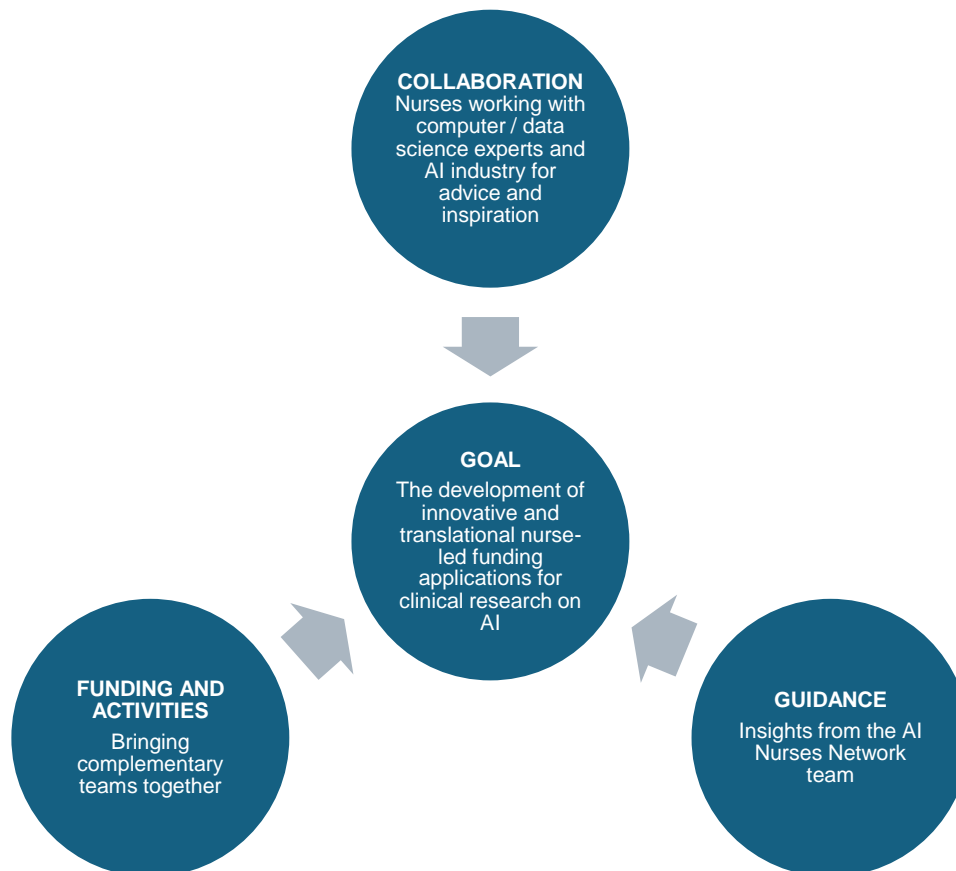 COLLABORATION
Nurses working with
computer / data
science experts and
AI industry for
advice and
inspiration
GOAL
The development of
innovative and
translational nurse-
led funding
applications for
clinical research on
AI
FUNDING AND
ACTIVITIES
Bringing
complementary
teams together
GUIDANCE
Insights from the AI
Nurses Network
team